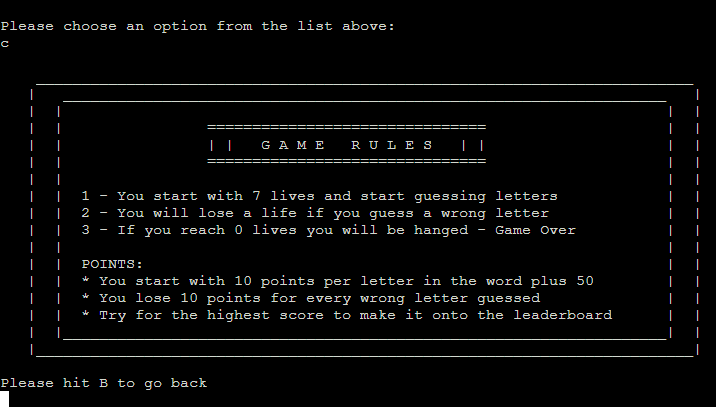 Please choose an option from the list above:
c
G A M E   R U L E S
1 - You start with 7 lives and start guessing letters
2 - You will lose a life if you guess a wrong letter
3 - If you reach 0 lives you will be hanged - Game Over
POINTS:
* You start with 10 points per letter in the word plus 50
* You lose 10 points for every wrong letter guessed
* Try for the highest score to make it onto the leaderboard
Please hit B to go back